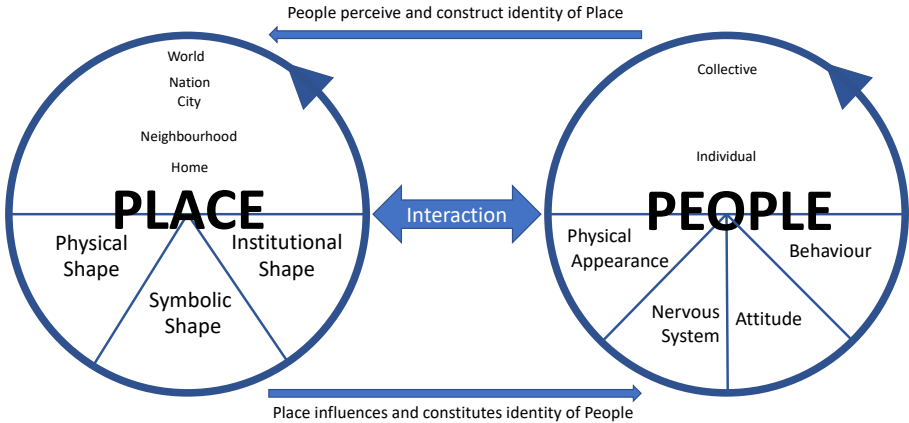 People perceive and construct identity of Place
World
Nation
City
Neighbourhood
Home
PLACE
Physical
Shape
Symbolic
Shape
Institutional
Shape
Interaction
Collective
Individual
PEOPLE
Physical
Appearance
Nervous
System
Attitude
Behaviour
Place influences and constitutes identity of People